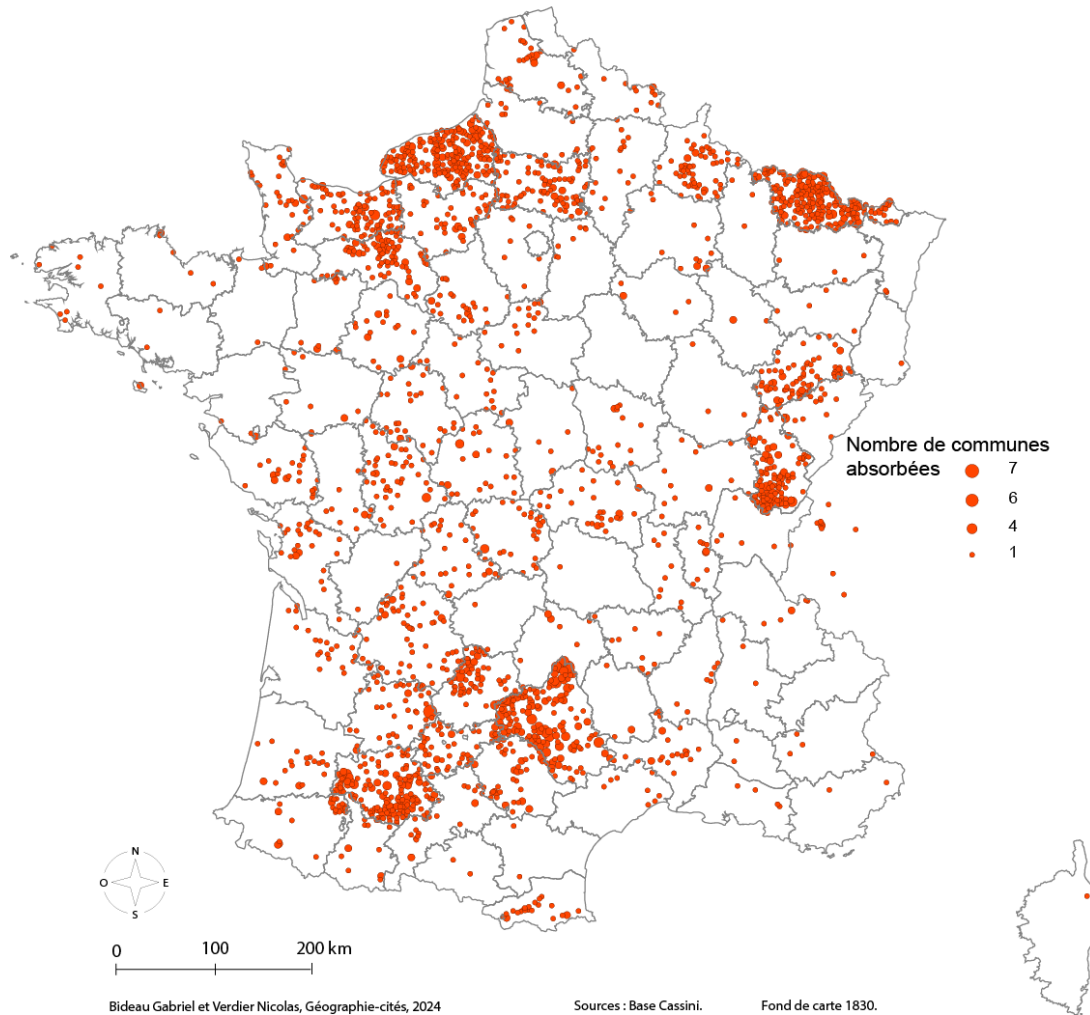 Nombre de communes
absorbées
7
6
4
1
N
O E
S
0 100 200 km
Bideau Gabriel et Verdier Nicolas, Géographie-cités, 2024 Sources : Base Cassini. Fond de carte 1830.